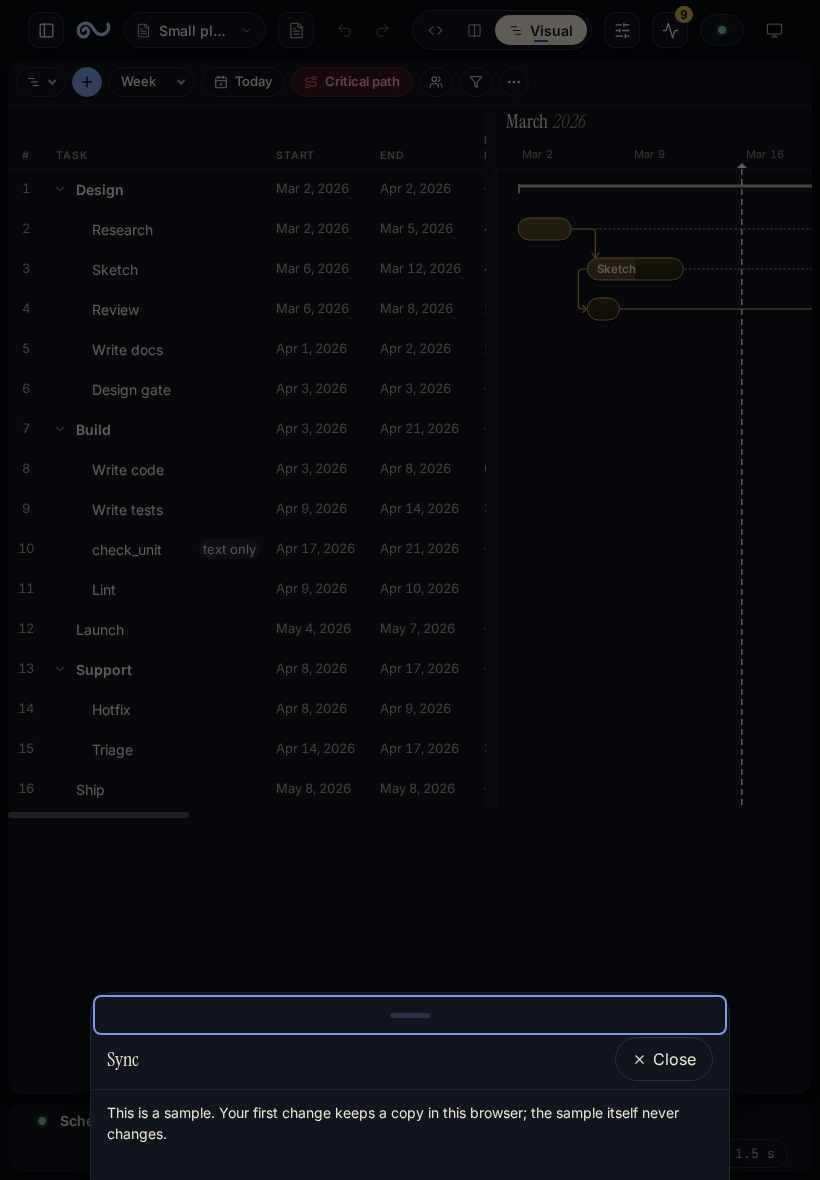 Small pl...
Visual
9
Week
Today
Critical path
March 2026
# TASK START END
Mar 2 Mar 9 Mar 16
1 Design Mar 2, 2026 Apr 2, 2026
2 Research Mar 2, 2026 Mar 5, 2026
3 Sketch Mar 6, 2026 Mar 12, 2026
Sketch
4 Review Mar 6, 2026 Mar 8, 2026
5 Write docs Apr 1, 2026 Apr 2, 2026
6 Design gate Apr 3, 2026 Apr 3, 2026
7 Build Apr 3, 2026 Apr 21, 2026
8 Write code Apr 3, 2026 Apr 8, 2026
9 Write tests Apr 9, 2026 Apr 14, 2026
10 check_unit text only Apr 17, 2026 Apr 21, 2026
11 Lint Apr 9, 2026 Apr 10, 2026
12 Launch May 4, 2026 May 7, 2026
13 Support Apr 8, 2026 Apr 17, 2026
14 Hotfix Apr 8, 2026 Apr 9, 2026
15 Triage Apr 14, 2026 Apr 17, 2026
16 Ship May 8, 2026 May 8, 2026
Sync
Close
This is a sample. Your first change keeps a copy in this browser; the sample itself never
changes.
1.5 s